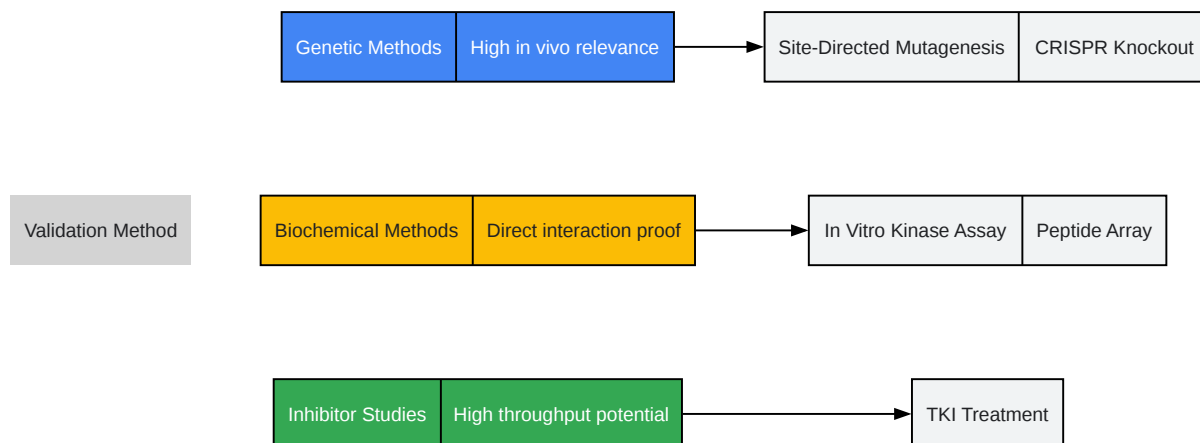 Genetic Methods
High in vivo relevance
Site-Directed Mutagenesis
CRISPR Knockout
Validation Method
Biochemical Methods
Direct interaction proof
In Vitro Kinase Assay
Peptide Array
Inhibitor Studies
High throughput potential
TKI Treatment